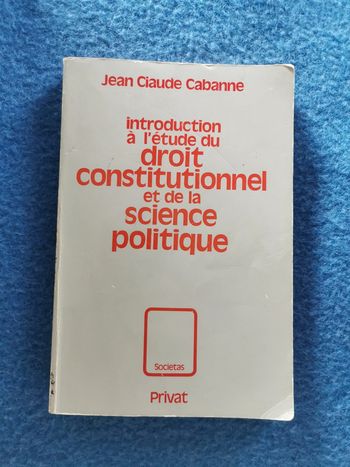 Jean Claude Cabanne
introduction
à l'étude du
droit
constitutionnel
et de la
science
politique
Societas
Privat